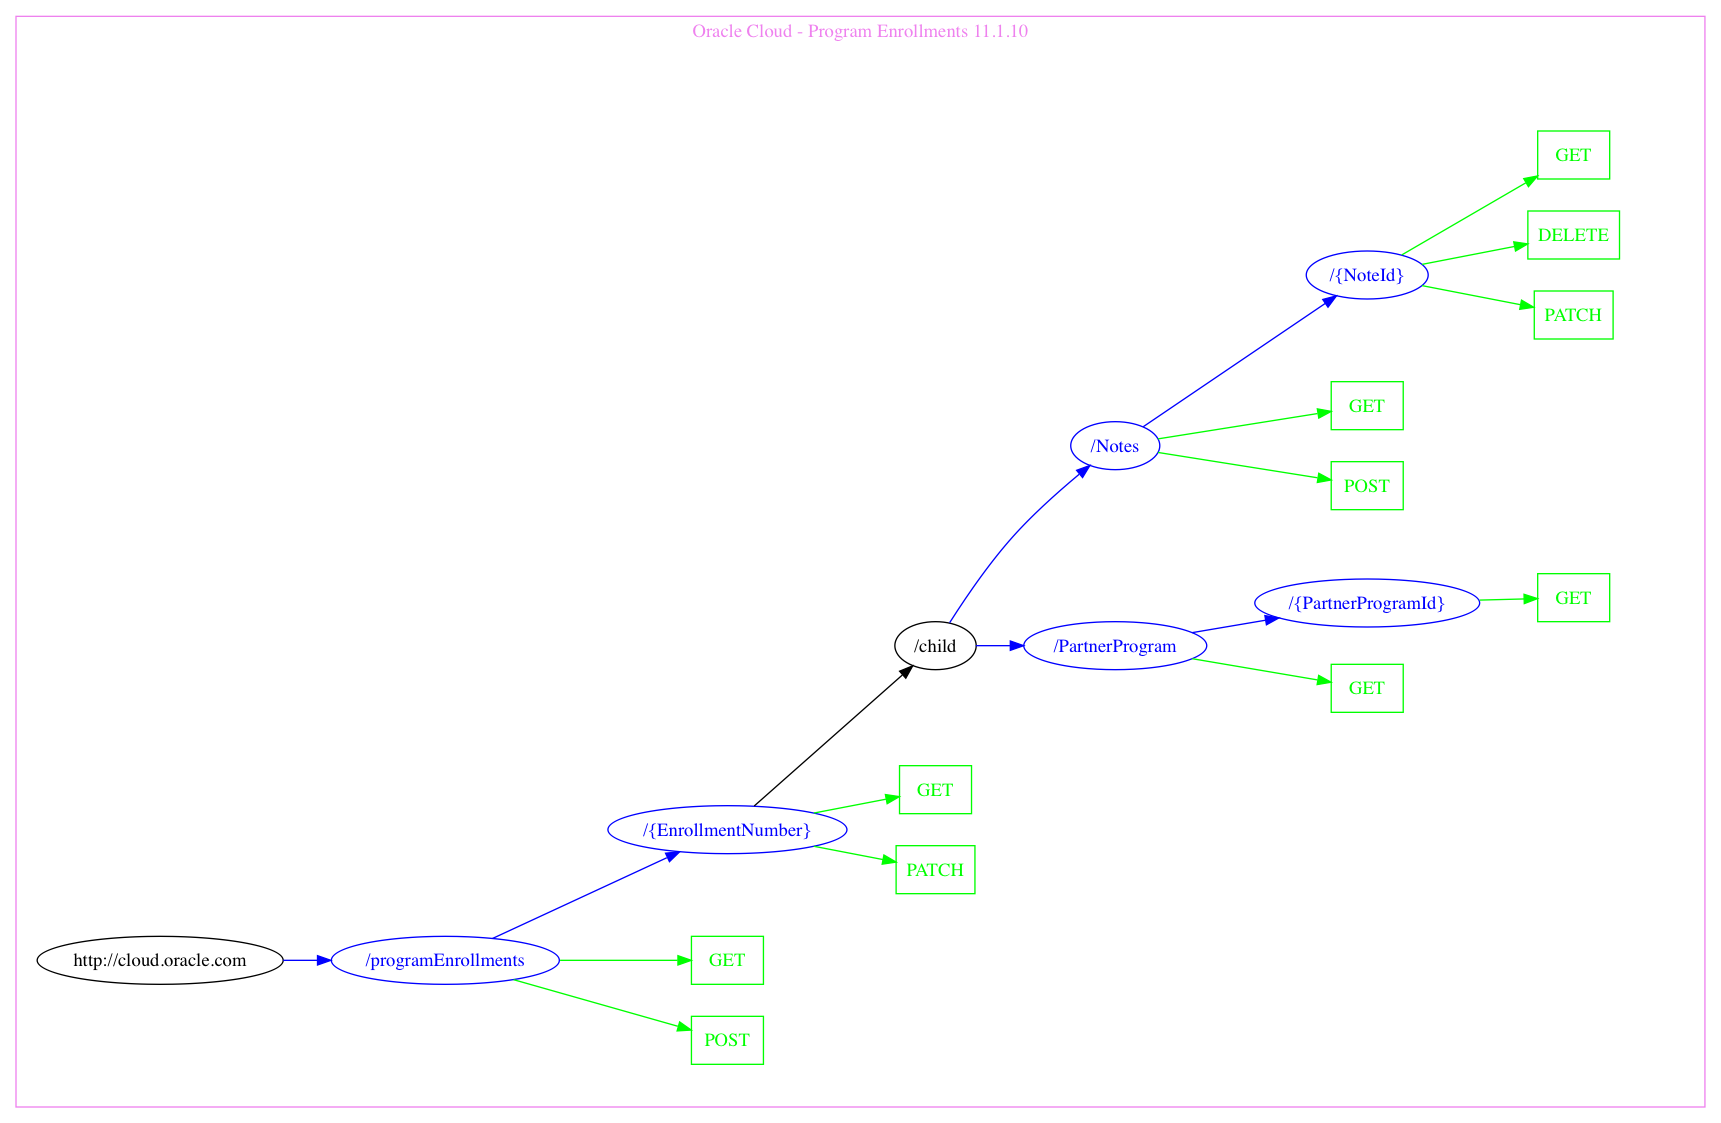 Oracle Cloud - Program Enrollments 11.1.10
GET
DELETE
/{NoteId}
PATCH
GET
/Notes
POST
/{PartnerProgramId}
GET
/child
/PartnerProgram
GET
GET
/{EnrollmentNumber}
PATCH
http://cloud.oracle.com
/programEnrollments
GET
POST